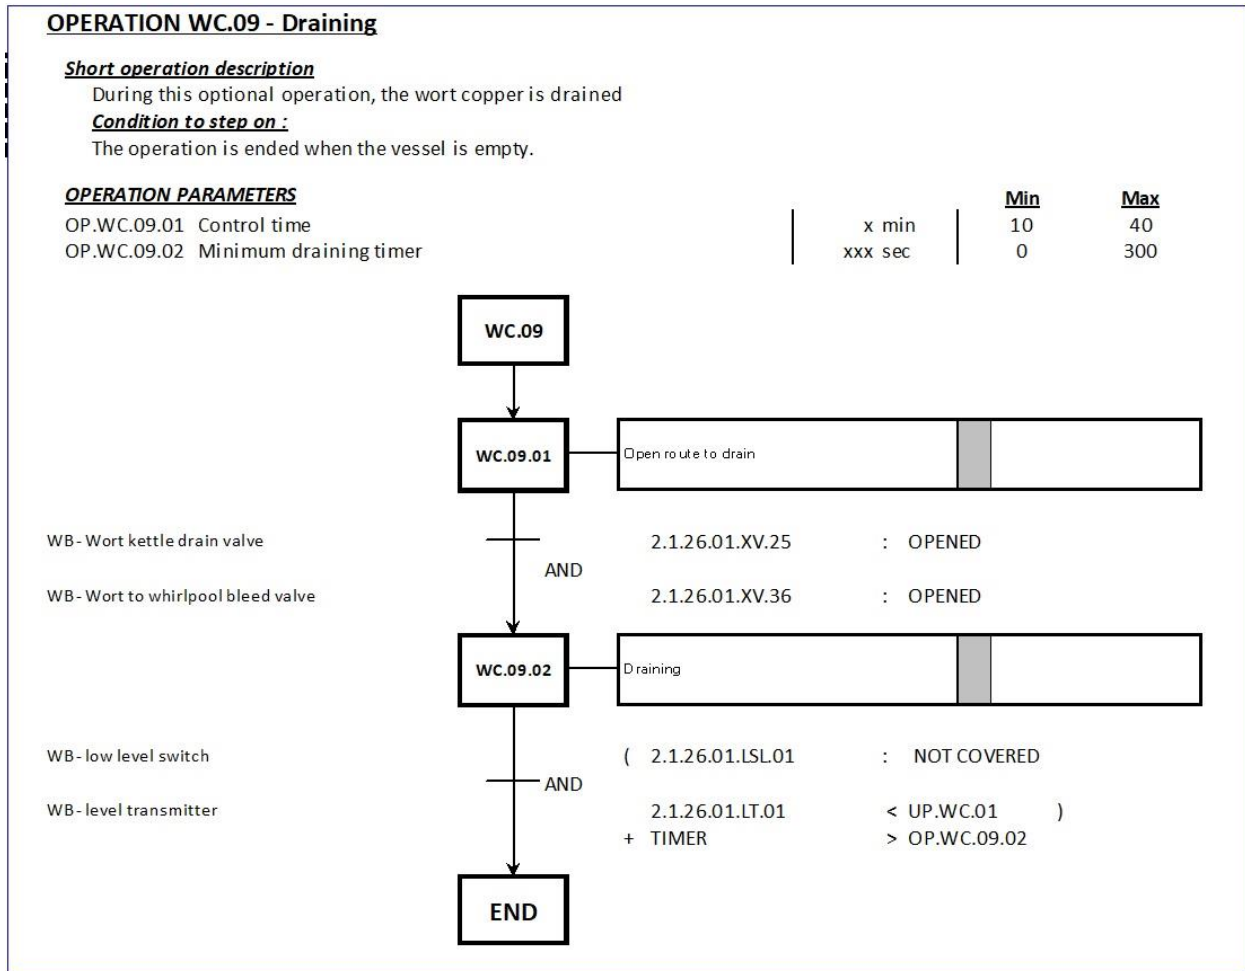 OPERATION WC.09 - Draining
Short operation description
During this optional operation, the wort copper is drained
Condition to step on :
The operation is ended when the vessel is empty.
OPERATION PARAMETERS Min Max
OP.WC.09.01 Control time x min 10 40
OP.WC.09.02 Minimum draining timer xxx sec 0 300
WC.09
WC.09.01 Open route to drain
WB- Wort kettle drain valve 2.1.26.01.XV.25 : OPENED
AND
WB- Wort to whirlpool bleed valve 2.1.26.01.XV.36 : OPENED
WC.09.02 Draining
WB- low level switch ( 2.1.26.01.LSL.01 : NOT COVERED
AND
WB- level transmitter 2.1.26.01.LT.01 < UP.WC.01 )
+ TIMER > OP.WC.09.02
END